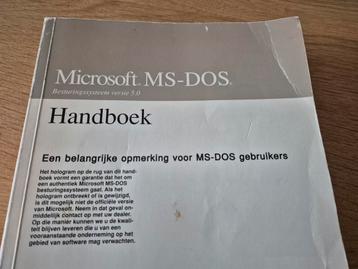 Microsoft MS-DOS®
Besturingssysteem versie 5.0
Handboek
Een belangrijke opmerking voor MS-DOS gebruikers
Het hologram op de rug van dit hand-
boek vormt een garantie dat het om
een authentiek Microsoft MS-DOS
besturingssysteem gaat. Als het
hologram ontbreekt of is gewijzigd,
is dit mogelijk niet de officiële versie
van Microsoft. Neem in dat geval on-
middellijk contact op met uw dealer.
Op die manier kunnen we u de kwali-
teit blijven leveren die u van een
vooraanstaande onderneming op het
gebied van software mag verwachten.